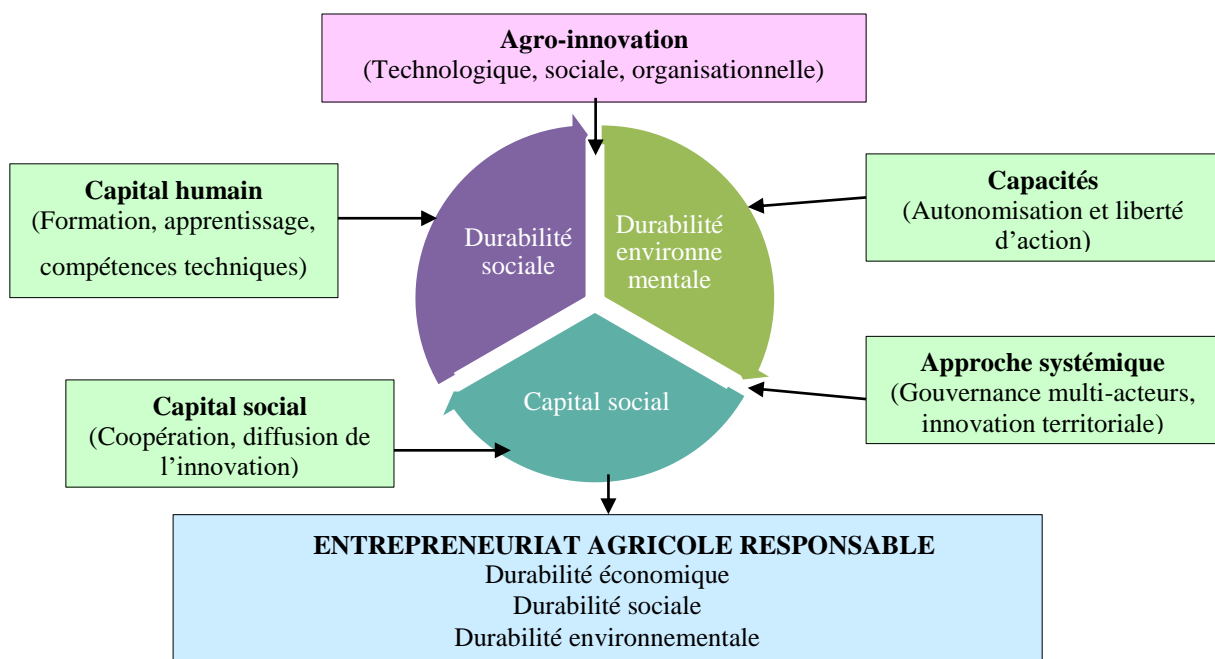 Agro-innovation
(Technologique, sociale, organisationnelle)
Capital humain
(Formation, apprentissage,
compétences techniques)
Capacités
(Autonomisation et liberté
d’action)
Durabilité
sociale
Durabilité
environne
mentale
Approche systémique
(Gouvernance multi-acteurs,
innovation territoriale)
Capital social
(Coopération, diffusion de
l’innovation)
Capital social
ENTREPRENEURIAT AGRICOLE RESPONSABLE
Durabilité économique
Durabilité sociale
Durabilité environnementale